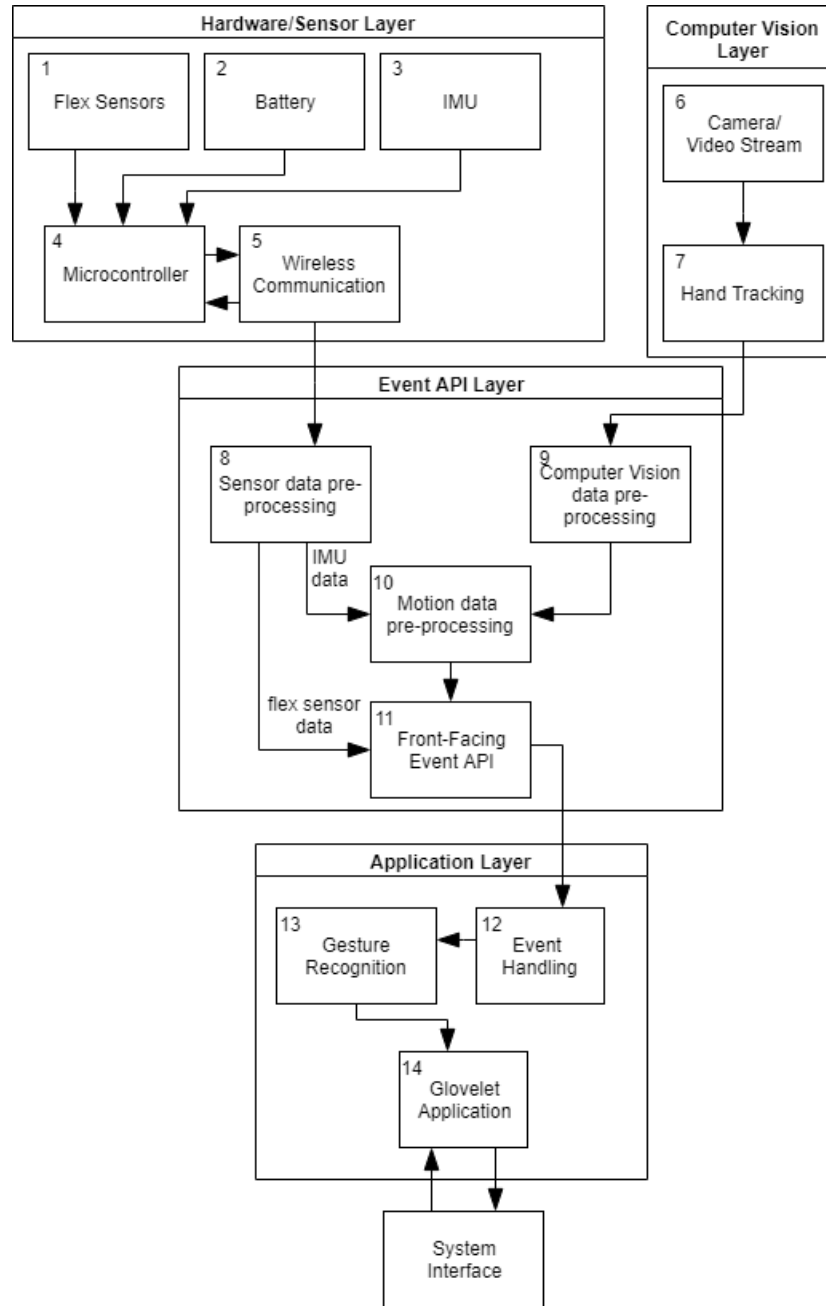 Hardware/Sensor Layer
1
Flex Sensors
2
Battery
3
IMU
4
Microcontroller
5
Wireless
Communication
Computer Vision
Layer
6
Camera/
Video Stream
7
Hand Tracking
Event API Layer
8
Sensor data pre-
processing
9
Computer Vision
data pre-
processing
IMU
data
10
Motion data
pre-processing
flex sensor
data
11
Front-Facing
Event API
Application Layer
13
Gesture
Recognition
12
Event
Handling
14
Glovelet
Application
System
Interface